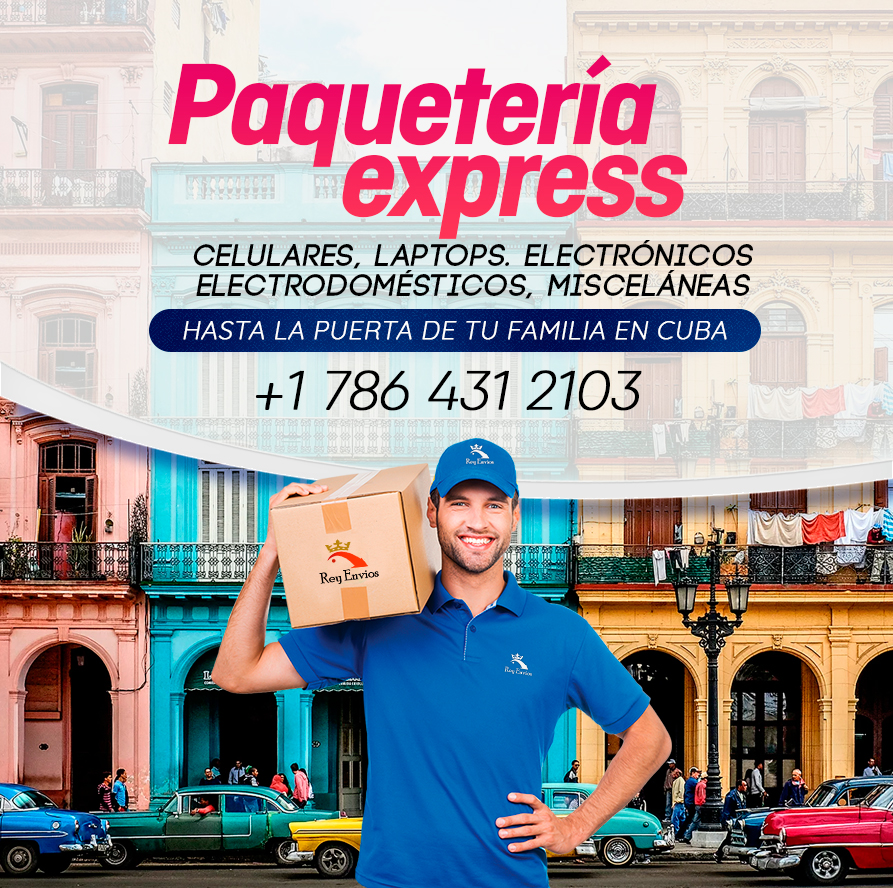 Paquetería
express
CELULARES, LAPTOPS. ELECTRÓNICOS
ELECTRODOMÉSTICOS, MISCELÁNEAS
HASTA LA PUERTA DE TU FAMILIA EN CUBA
+1 786 431 2103
Rey Envios
Rey Envios
Rey Envios